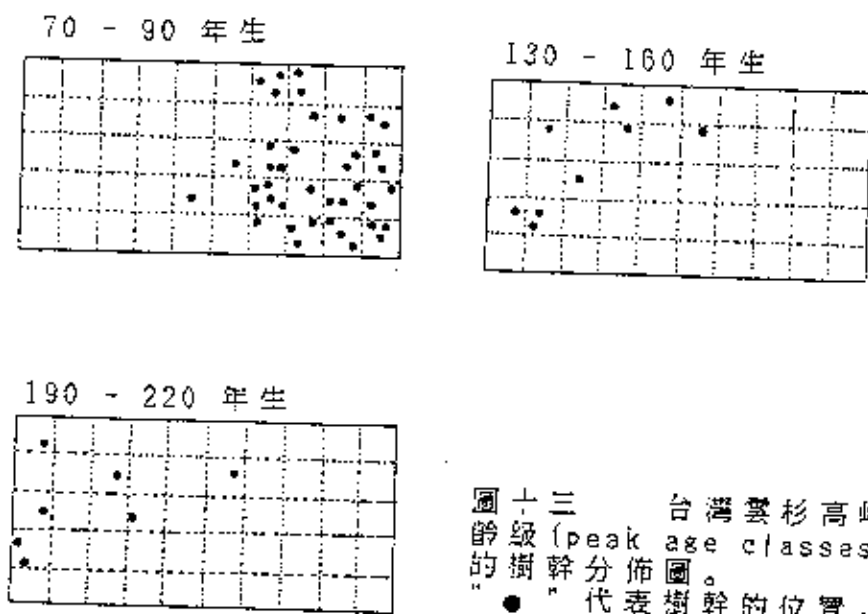 70 - 90 年生
130 - 160 年生
190 - 220 年生
圖十三 台灣雲杉高峰
齡級(peak age classes
的樹幹分佈圖。
"●" 代表樹幹的位置,